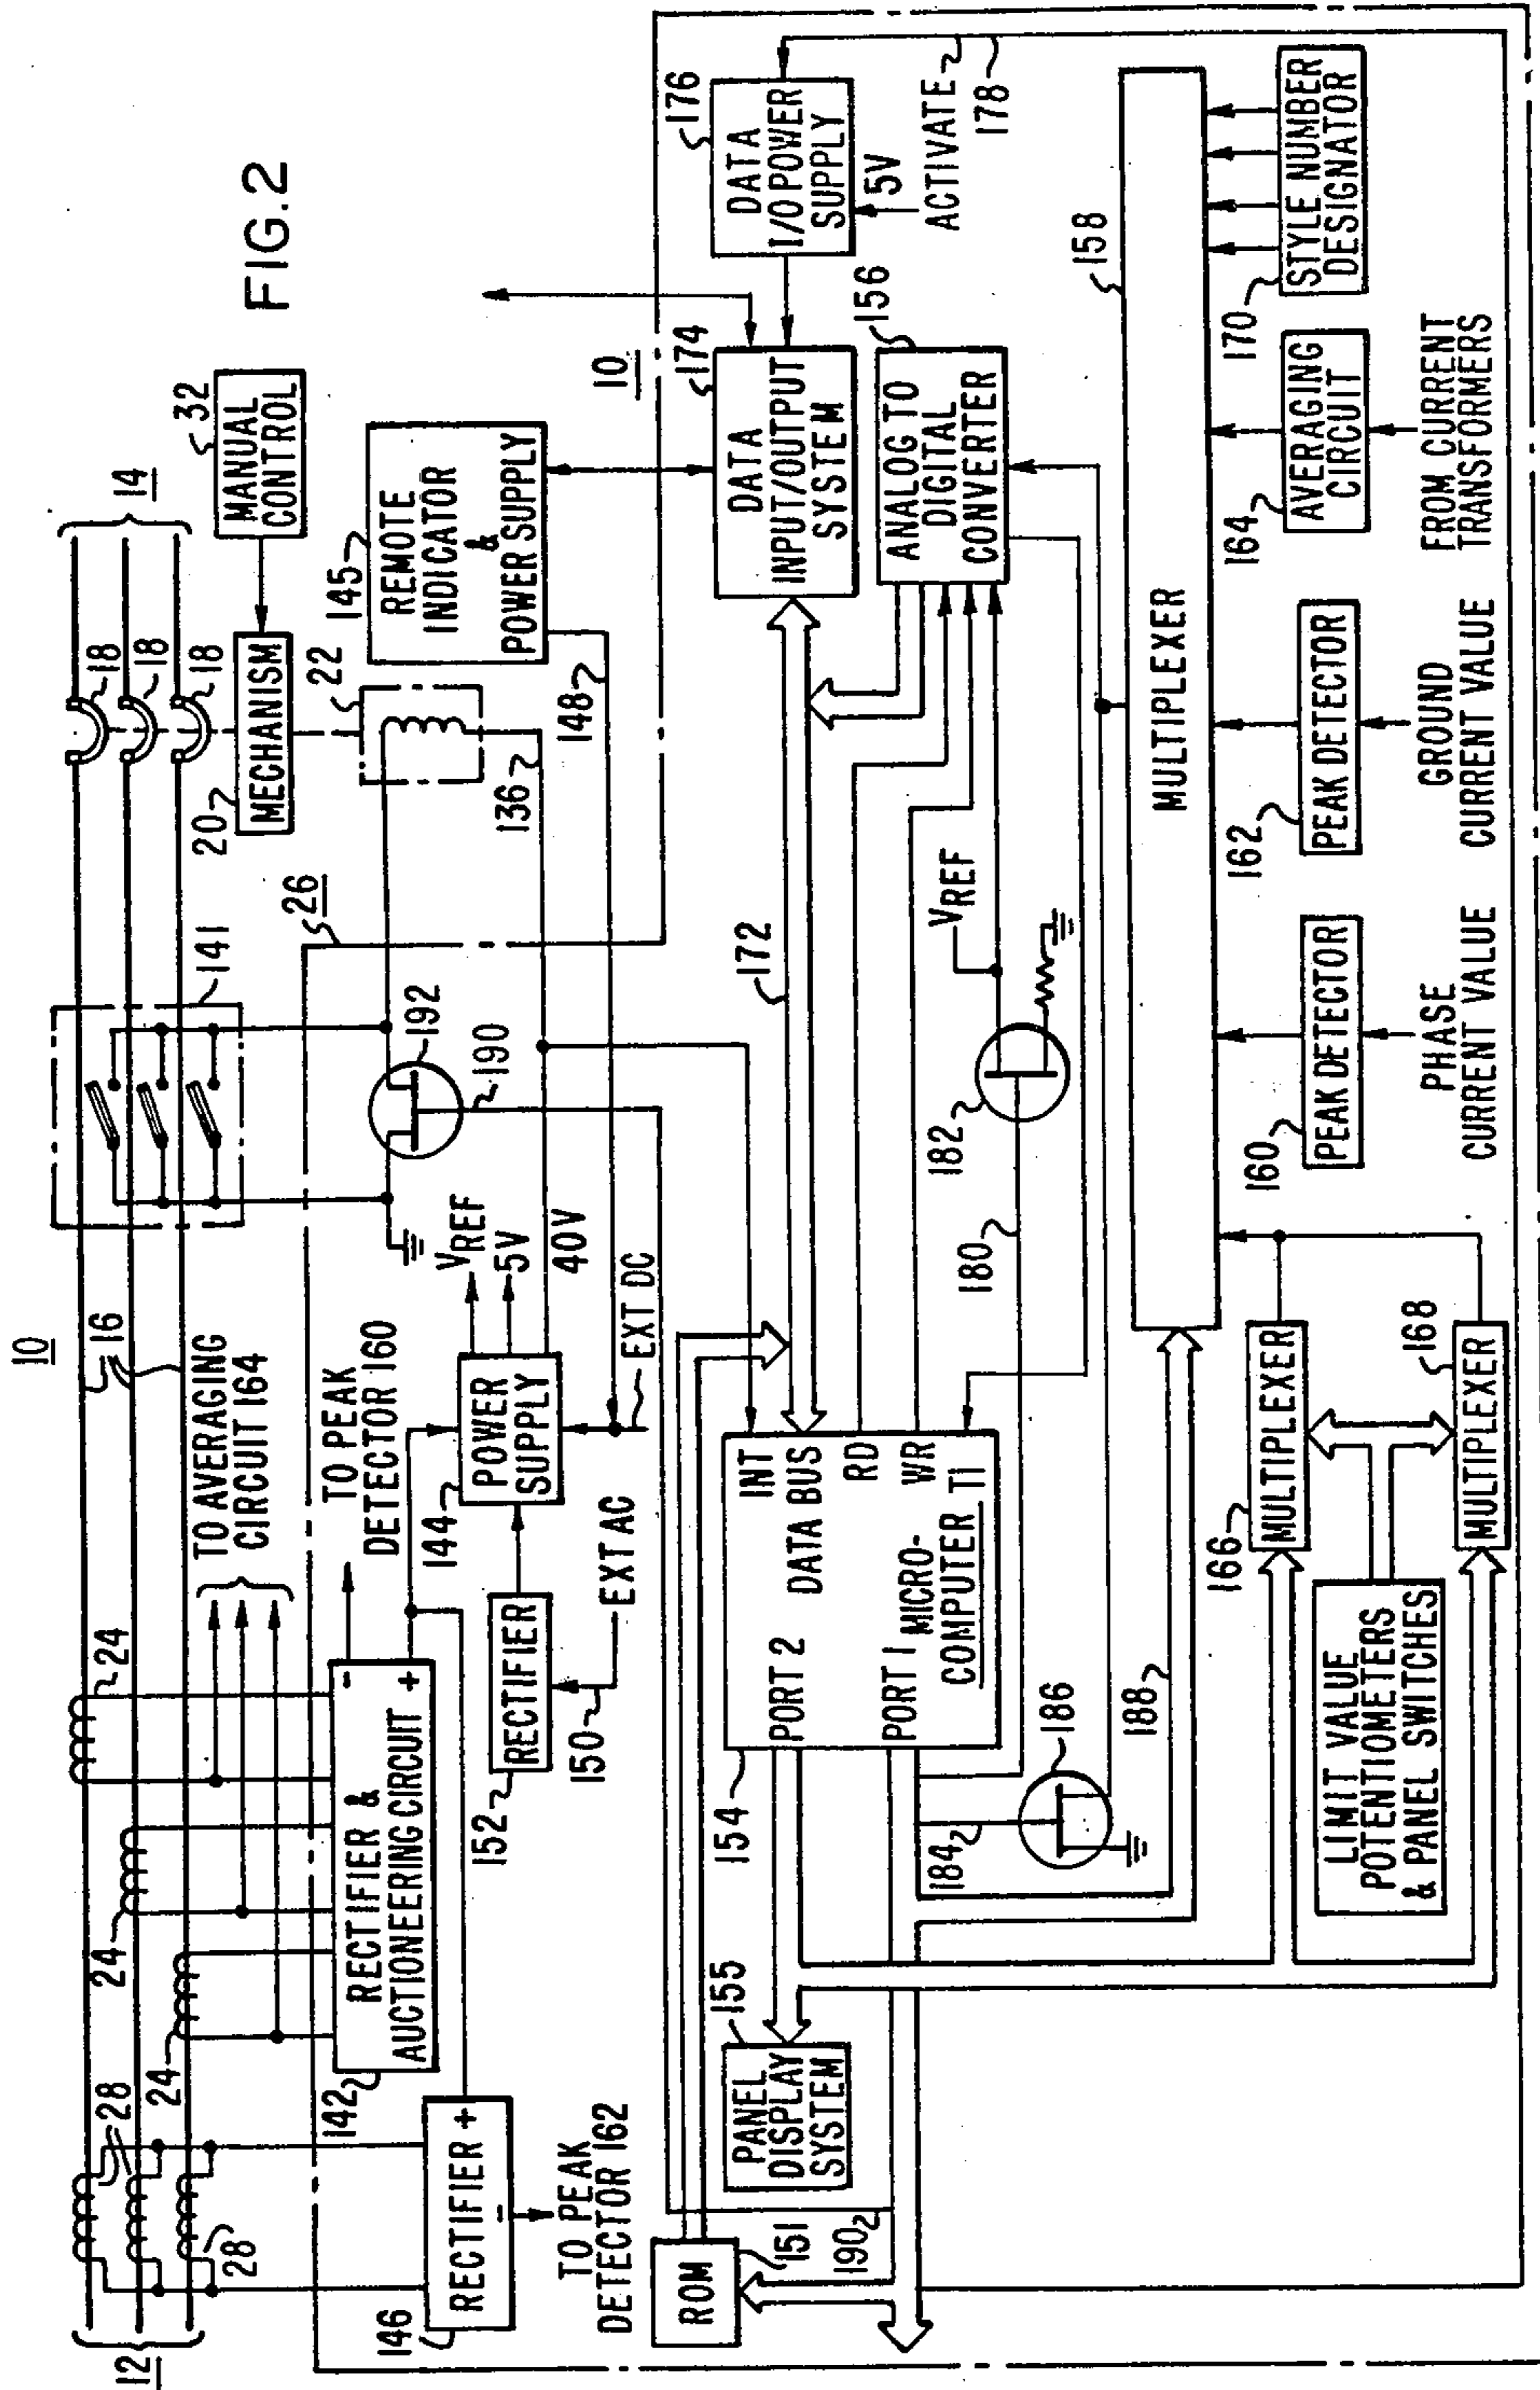 FIG.2
10
12
14
16
18
18
18
20
MECHANISM
22
32
MANUAL
CONTROL
24
24
24
28
28
26
141
TO AVERAGING
CIRCUIT 164
142
RECTIFIER &
AUCTIONEERING CIRCUIT
-
+
TO PEAK
DETECTOR 160
146
RECTIFIER +
-
TO PEAK
DETECTOR 162
144
POWER
SUPPLY
VREF
5V
40V
EXT DC
152
RECTIFIER
150
EXT AC
192
190
136
148
145
REMOTE
INDICATOR
&
POWER SUPPLY
10
ROM
151
190
155
PANEL
DISPLAY
SYSTEM
154
INT
DATA BUS
RD
WR
T1
PORT 2
PORT 1
MICRO-
COMPUTER
172
174
DATA
INPUT/OUTPUT
SYSTEM
176
DATA
I/O POWER
SUPPLY
5V
ACTIVATE
178
156
ANALOG TO
DIGITAL
CONVERTER
VREF
182
180
184
186
188
158
MULTIPLEXER
166
MULTIPLEXER
168
MULTIPLEXER
LIMIT VALUE
POTENTIOMETERS
& PANEL SWITCHES
160
PEAK DETECTOR
PHASE
CURRENT VALUE
162
PEAK DETECTOR
GROUND
CURRENT VALUE
164
AVERAGING
CIRCUIT
FROM CURRENT
TRANSFORMERS
170
STYLE NUMBER
DESIGNATOR